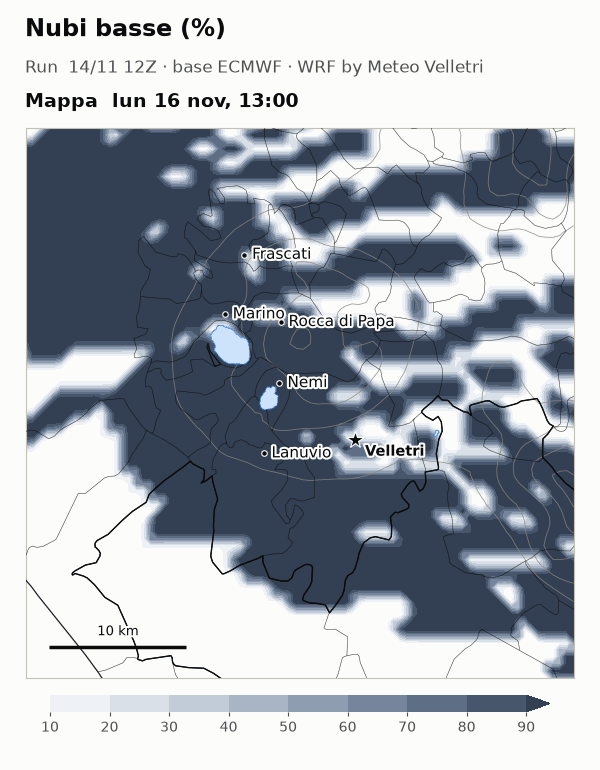 Nubi basse (%)
Run  14/11 12Z · base ECMWF · WRF by Meteo Velletri
Mappa  lun 16 nov, 13:00
Frascati
Marino
Rocca di Papa
Nemi
Velletri
Lanuvio
10 km
10 20 30 40 50 60 70 80 90